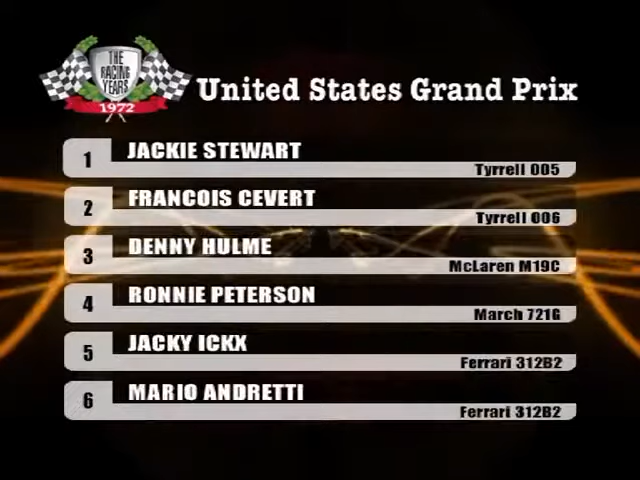 THE
RACING
YEARS
1972
United States Grand Prix
1 JACKIE STEWART
Tyrrell 005
2 FRANCOIS CEVERT
Tyrrell 006
3 DENNY HULME
McLaren M19C
4 RONNIE PETERSON
March 721G
5 JACKY ICKX
Ferrari 312B2
6 MARIO ANDRETTI
Ferrari 312B2